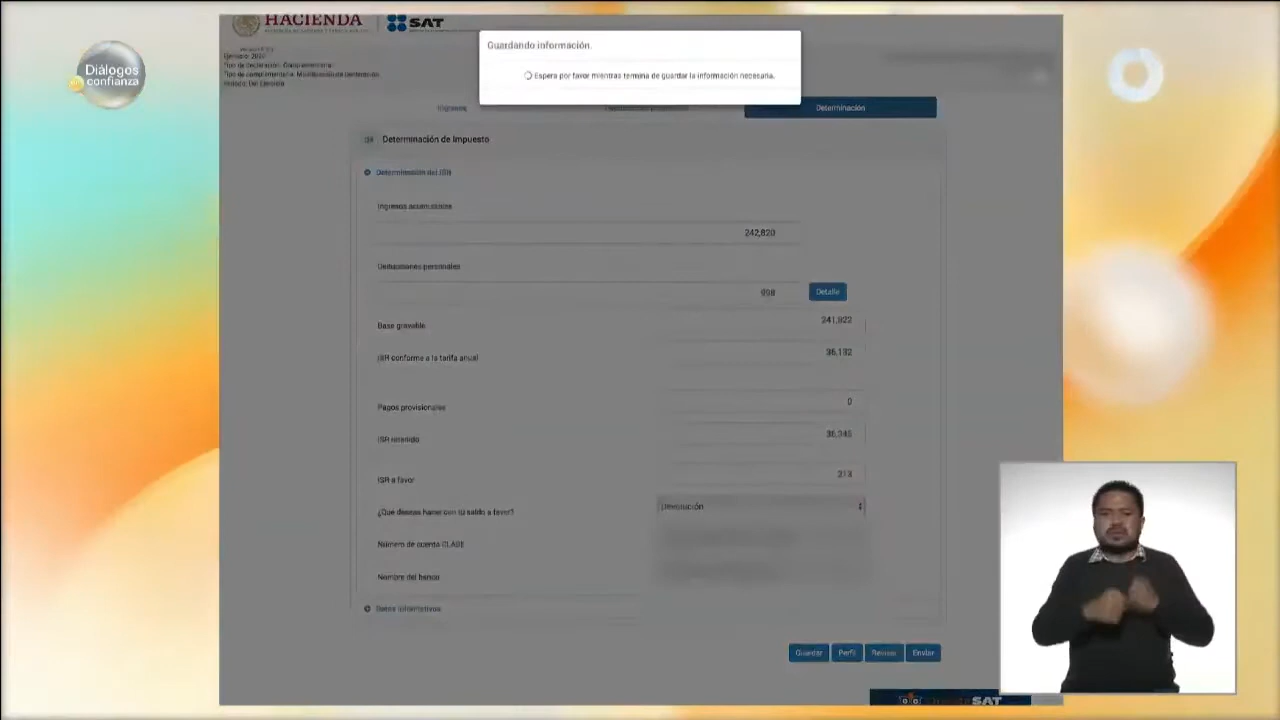 HACIENDA
SAT
Guardando información.
Espera por favor mientras termina de guardar la información necesaria.
Diálogos
confianza
Ingresos
Determinación
Determinación de Impuesto
Determinación del ISR
Ingresos acumulables
242,820
Deducciones personales
998
Detalle
Base gravable
241,822
ISR conforme a la tarifa anual
36,132
Pagos provisionales
0
ISR retenido
36,345
ISR a favor
213
¿Que deseas hacer con tu saldo a favor?
Devolución
Número de cuenta CLABE
Nombre del banco
Datos informativos
Guardar
Perfil
Revisar
Enviar
SAT